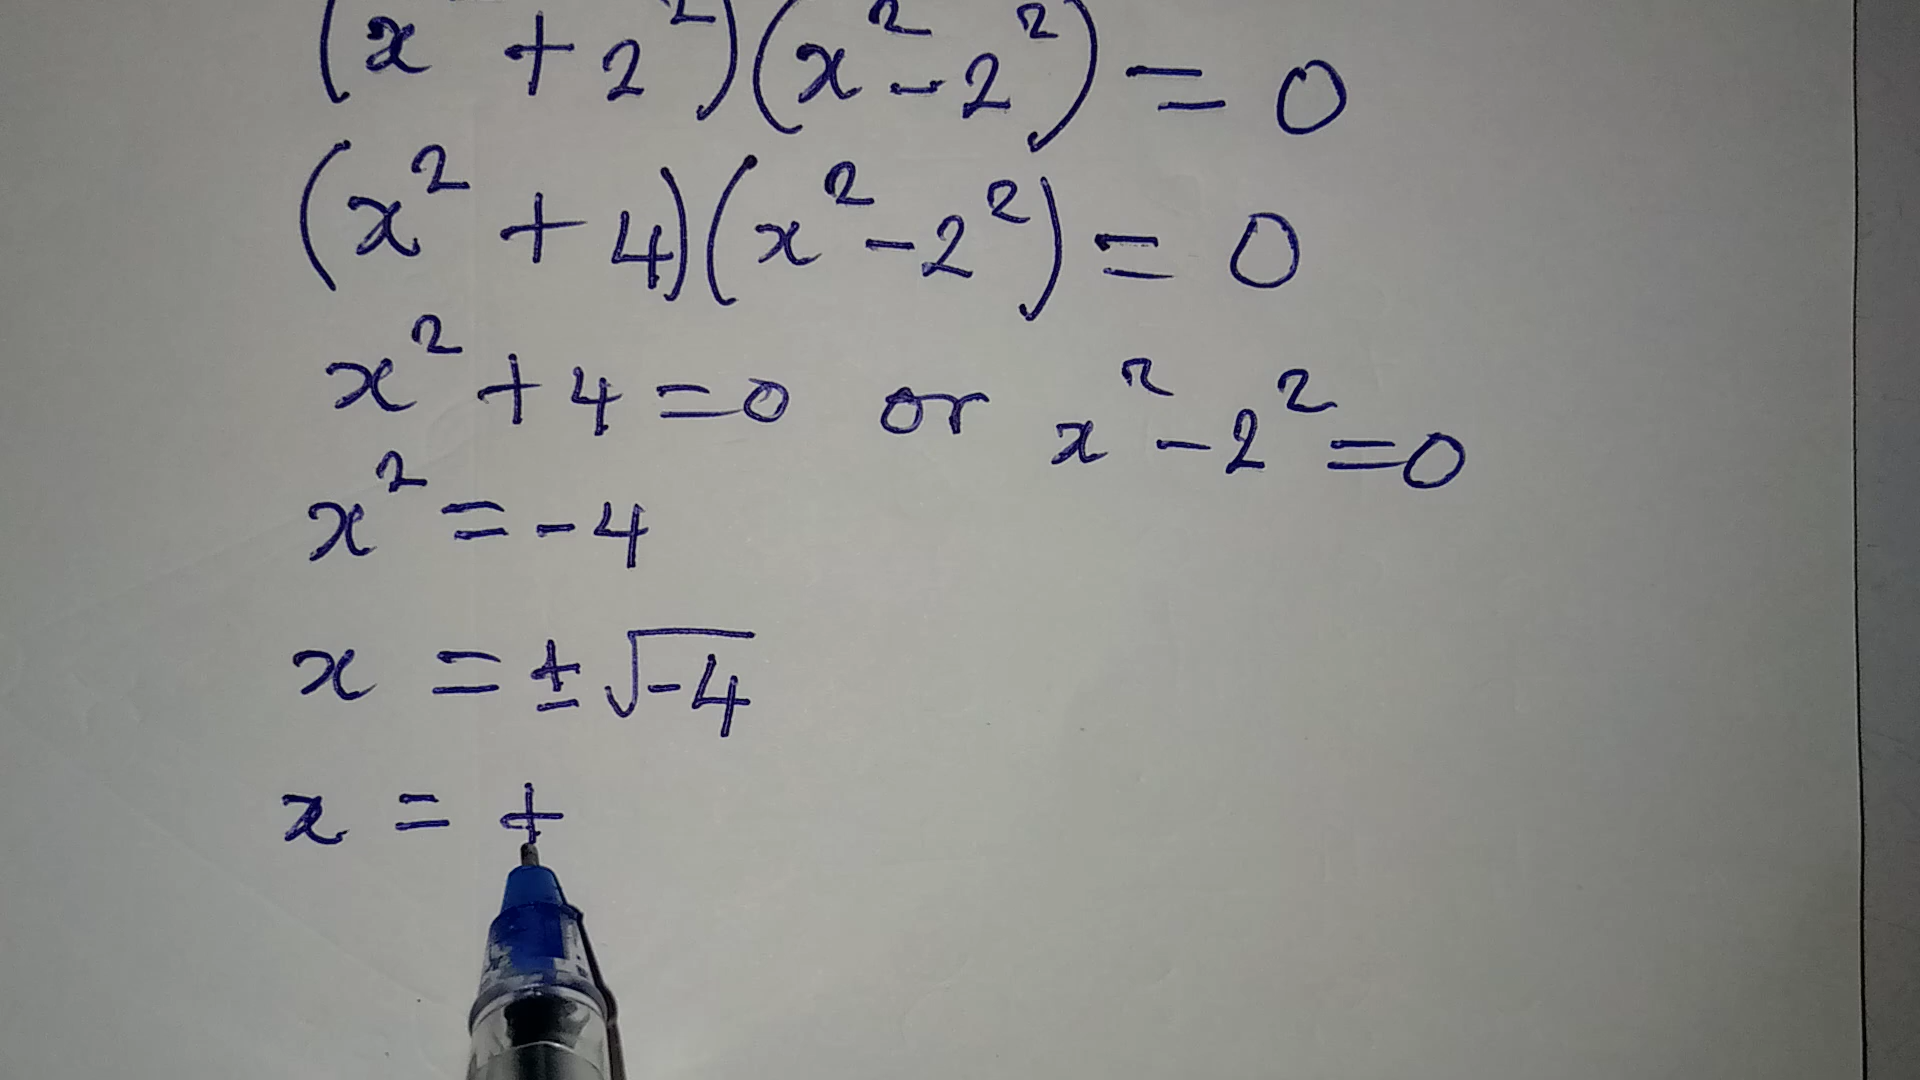 (x² + 2²)(x² - 2²) = 0
(x² + 4)(x² - 2²) = 0
x² + 4 = 0 or x² - 2² = 0
x² = -4
x = ± √-4
x = +